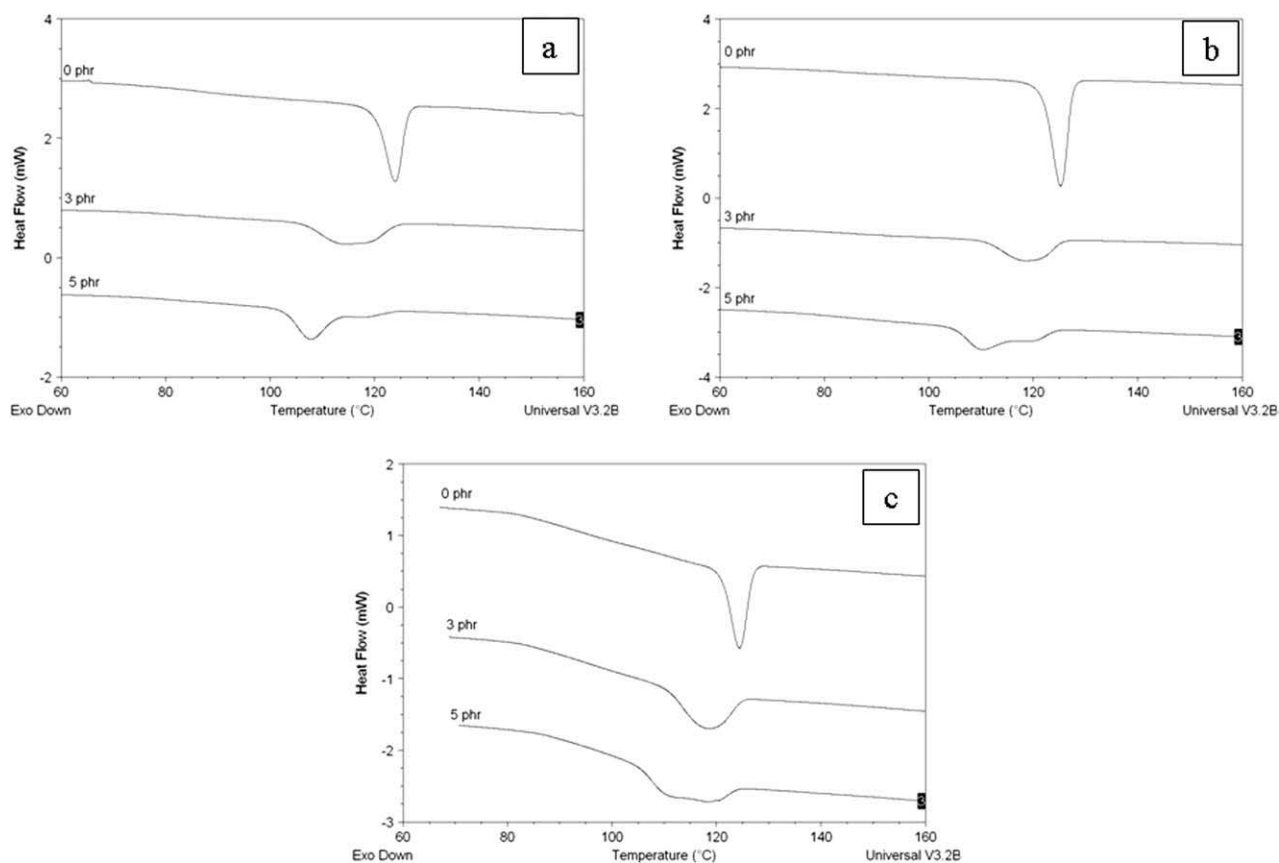 a
4
0 phr
2
3 phr
0
5 phr
-2
Heat Flow (mW)
60 80 100 120 140 160
Exo Down Temperature (°C) Universal V3.2B
b
4
0 phr
2
0
3 phr
-2
5 phr
-4
Heat Flow (mW)
60 80 100 120 140 160
Exo Down Temperature (°C) Universal V3.2B
c
2
0 phr
1
0
3 phr
-1
5 phr
-2
-3
Heat Flow (mW)
60 80 100 120 140 160
Exo Down Temperature (°C) Universal V3.2B